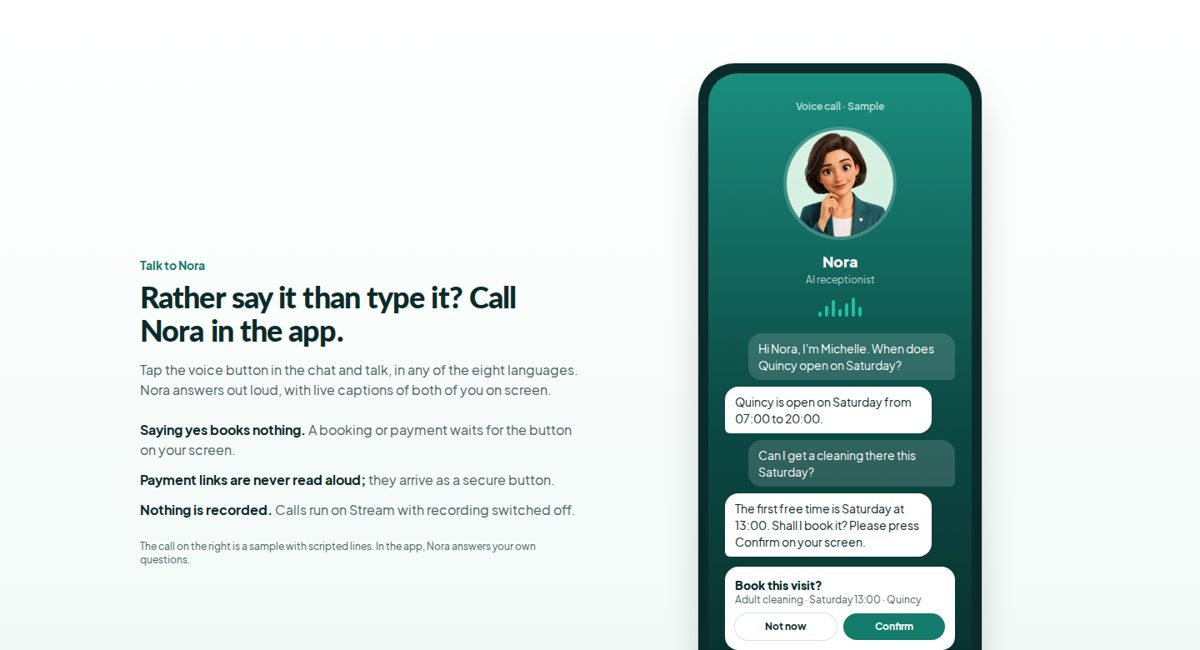 Talk to Nora
Rather say it than type it? Call
Nora in the app.
Tap the voice button in the chat and talk, in any of the eight languages.
Nora answers out loud, with live captions of both of you on screen.
Saying yes books nothing. A booking or payment waits for the button
on your screen.
Payment links are never read aloud; they arrive as a secure button.
Nothing is recorded. Calls run on Stream with recording switched off.
The call on the right is a sample with scripted lines. In the app, Nora answers your own
questions.
Voice call · Sample
Nora
AI receptionist
Hi Nora, I'm Michelle. When does
Quincy open on Saturday?
Quincy is open on Saturday from
07:00 to 20:00.
Can I get a cleaning there this
Saturday?
The first free time is Saturday at
13:00. Shall I book it? Please press
Confirm on your screen.
Book this visit?
Adult cleaning · Saturday 13:00 · Quincy
Not now
Confirm